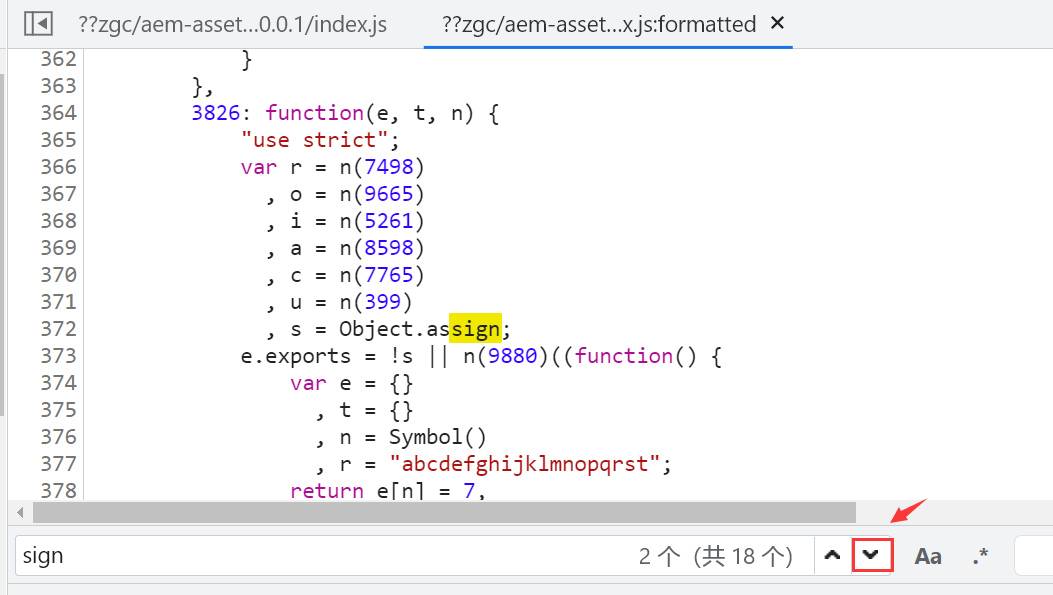 ??zgc/aem-asset...0.0.1/index.js ??zgc/aem-asset...x.js:formatted ×
362 }
363 },
364 3826: function(e, t, n) {
365 "use strict";
366 var r = n(7498)
367 , o = n(9665)
368 , i = n(5261)
369 , a = n(8598)
370 , c = n(7765)
371 , u = n(399)
372 , s = Object.assign;
373 e.exports = !s || n(9880)((function() {
374 var e = {}
375 , t = {}
376 , n = Symbol()
377 , r = "abcdefghijklmnopqrst";
378 return e[n] = 7,
sign 2 个 (共 18 个) Aa .*